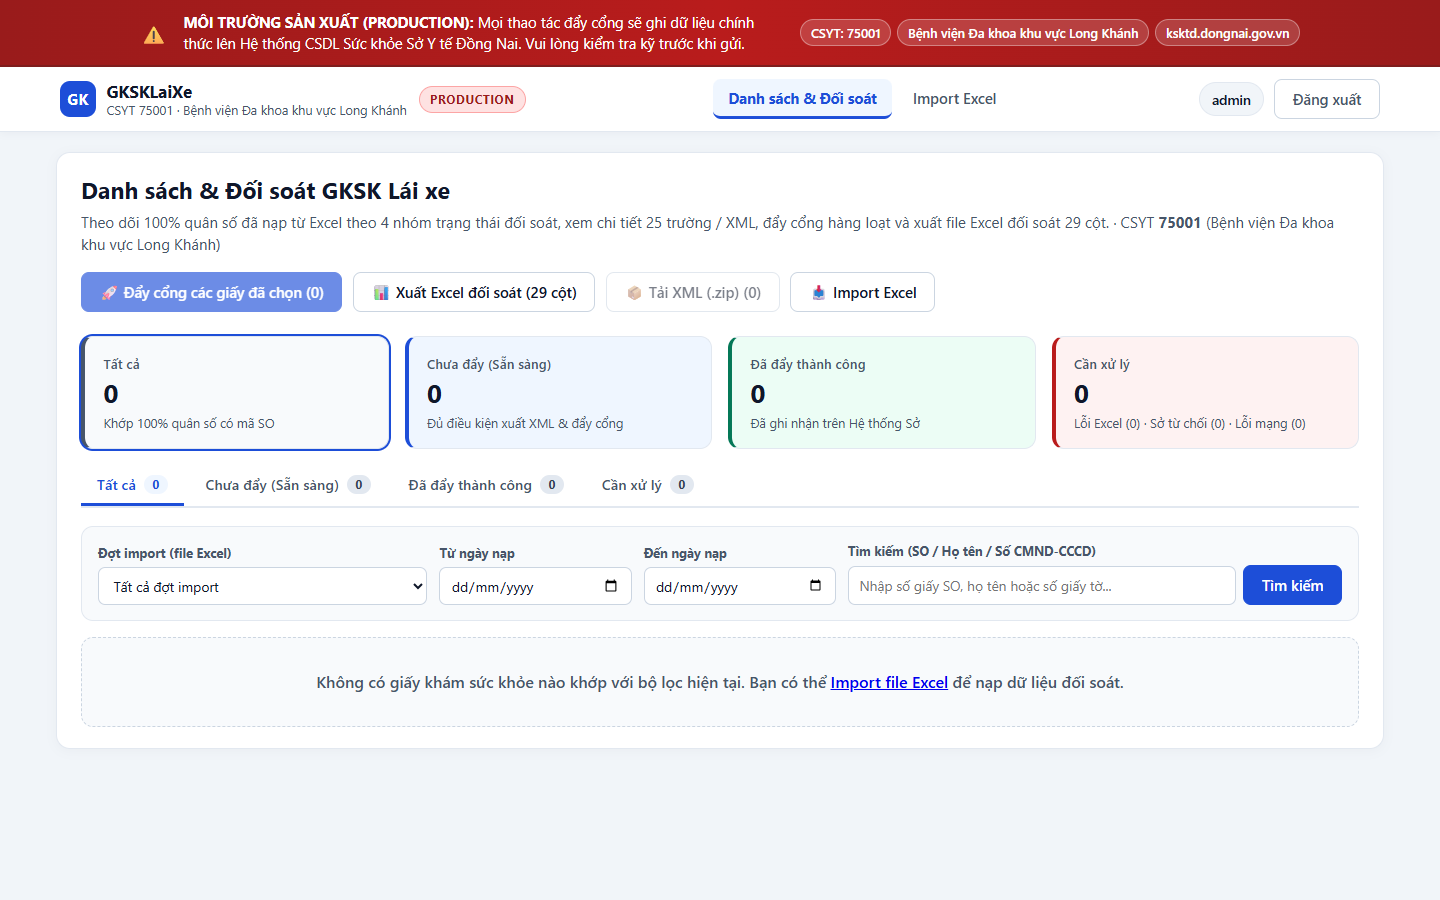 MÔI TRƯỜNG SẢN XUẤT (PRODUCTION): Mọi thao tác đẩy cổng sẽ ghi dữ liệu chính
thức lên Hệ thống CSDL Sức khỏe Sở Y tế Đồng Nai. Vui lòng kiểm tra kỹ trước khi gửi.
CSYT: 75001
Bệnh viện Đa khoa khu vực Long Khánh
ksktd.dongnai.gov.vn
GK
GKSKLaiXe
CSYT 75001 · Bệnh viện Đa khoa khu vực Long Khánh
PRODUCTION
Danh sách & Đối soát
Import Excel
admin
Đăng xuất
Danh sách & Đối soát GKSK Lái xe
Theo dõi 100% quân số đã nạp từ Excel theo 4 nhóm trạng thái đối soát, xem chi tiết 25 trường / XML, đẩy cổng hàng loạt và xuất file Excel đối soát 29 cột. · CSYT 75001 (Bệnh viện Đa khoa
khu vực Long Khánh)
Đẩy cổng các giấy đã chọn (0)
Xuất Excel đối soát (29 cột)
Tải XML (.zip) (0)
Import Excel
Tất cả
0
Khớp 100% quân số có mã SO
Chưa đẩy (Sẵn sàng)
0
Đủ điều kiện xuất XML & đẩy cổng
Đã đẩy thành công
0
Đã ghi nhận trên Hệ thống Sở
Cần xử lý
0
Lỗi Excel (0) · Sở từ chối (0) · Lỗi mạng (0)
Tất cả 0
Chưa đẩy (Sẵn sàng) 0
Đã đẩy thành công 0
Cần xử lý 0
Đợt import (file Excel)
Tất cả đợt import
Từ ngày nạp
dd/mm/yyyy
Đến ngày nạp
dd/mm/yyyy
Tìm kiếm (SO / Họ tên / Số CMND-CCCD)
Nhập số giấy SO, họ tên hoặc số giấy tờ...
Tìm kiếm
Không có giấy khám sức khỏe nào khớp với bộ lọc hiện tại. Bạn có thể Import file Excel để nạp dữ liệu đối soát.